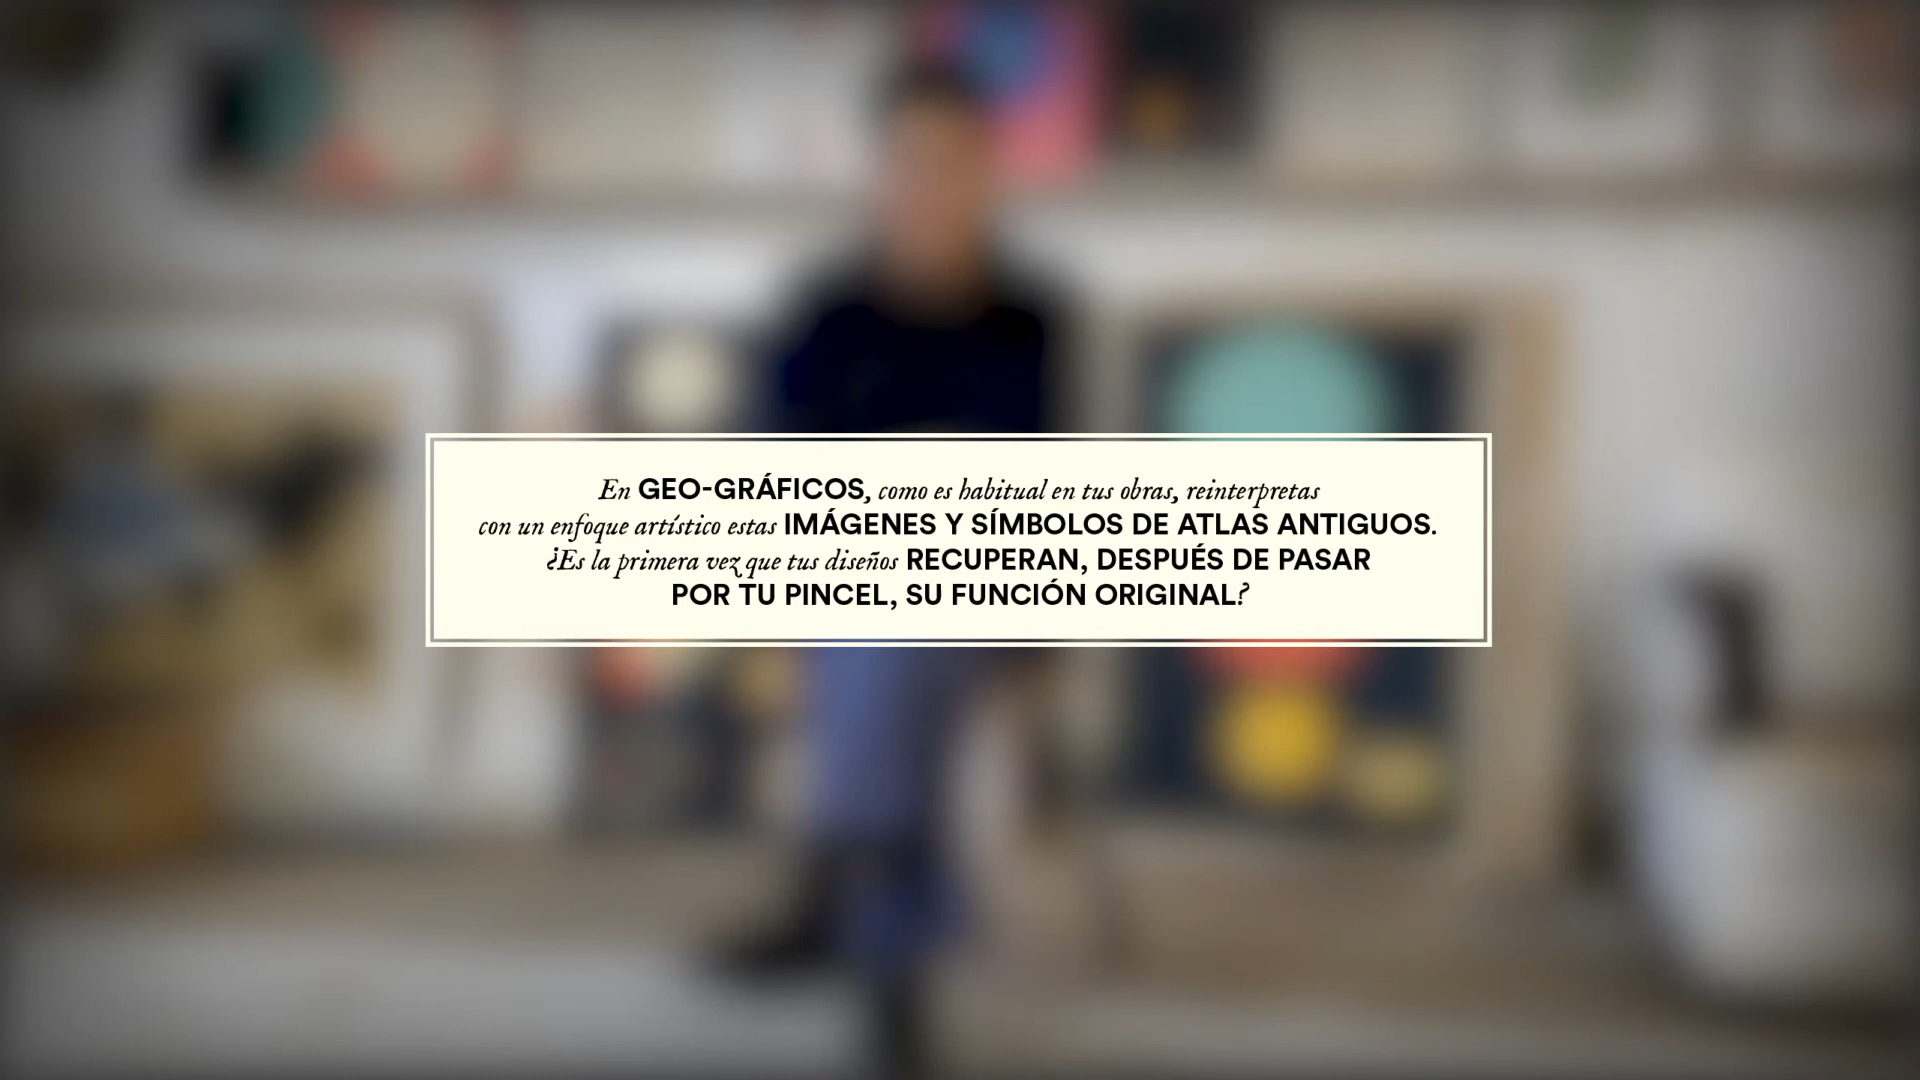 En GEO-GRÁFICOS, como es habitual en tus obras, reinterpretas
con un enfoque artístico estas IMÁGENES Y SÍMBOLOS DE ATLAS ANTIGUOS.
¿Es la primera vez que tus diseños RECUPERAN, DESPUÉS DE PASAR
POR TU PINCEL, SU FUNCIÓN ORIGINAL?